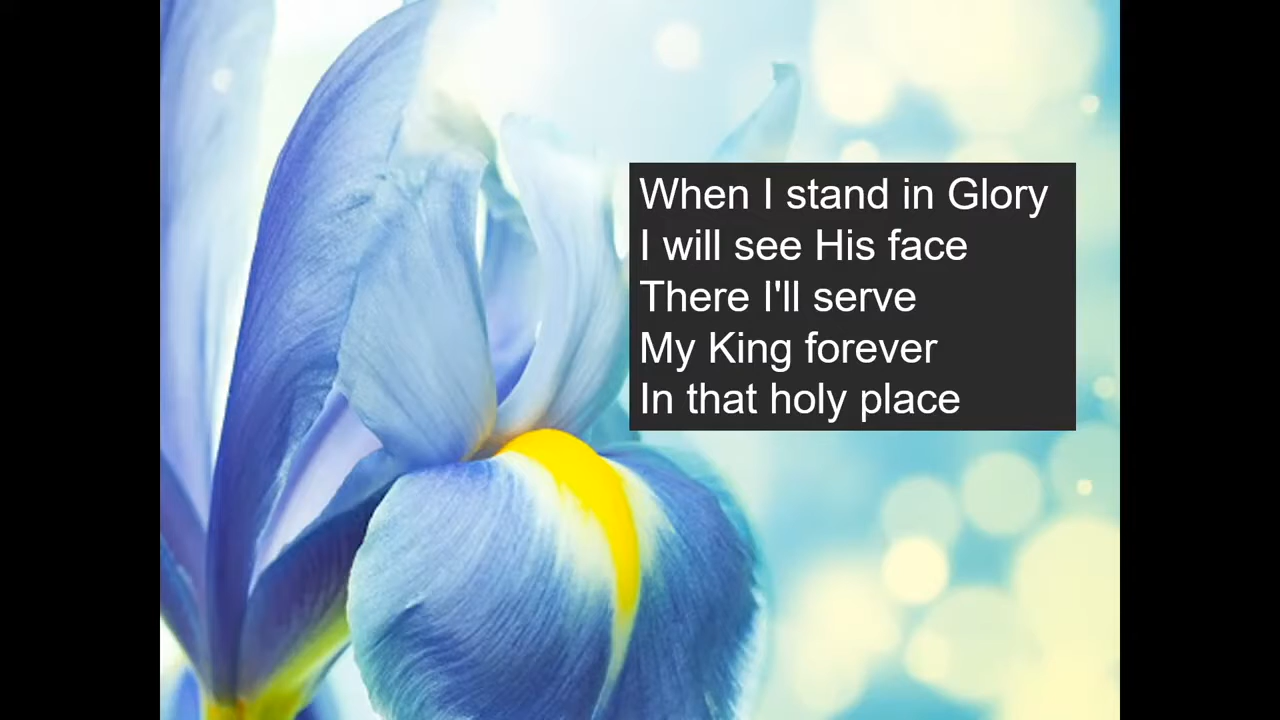 When I stand in Glory
I will see His face
There I'll serve
My King forever
In that holy place